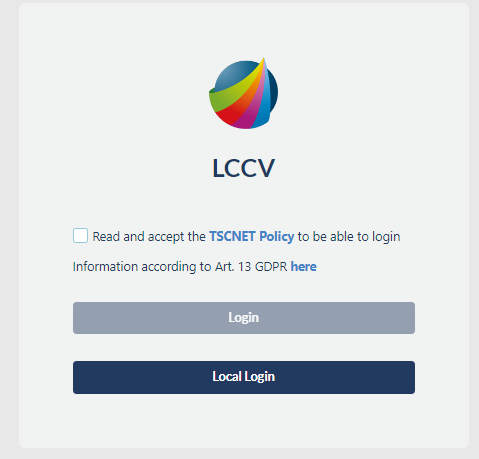 LCCV
Read and accept the TSCNET Policy to be able to login
Information according to Art. 13 GDPR here
Login
Local Login